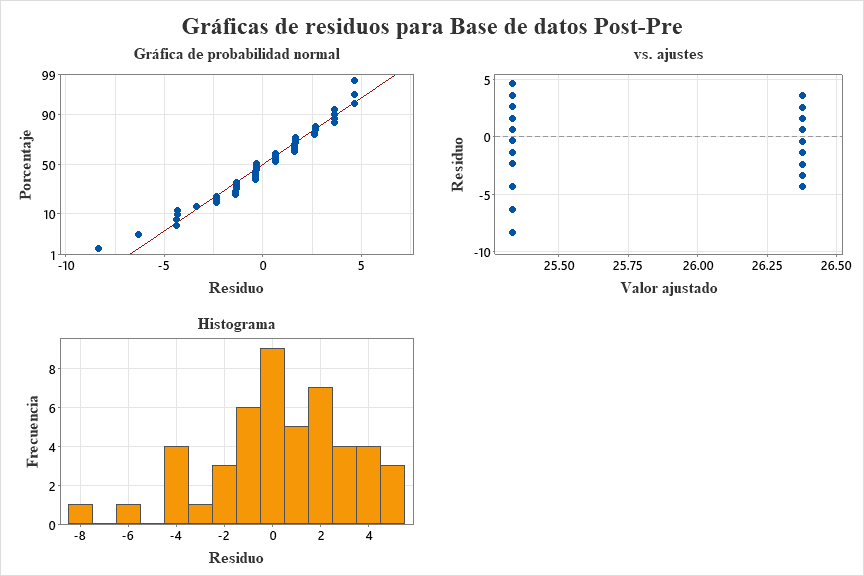 Gráficas de residuos para Base de datos Post-Pre
Gráfica de probabilidad normal
99
90
50
10
1
Porcentaje
-10 -5 0 5
Residuo
vs. ajustes
5
0
-5
-10
Residuo
25.50 25.75 26.00 26.25 26.50
Valor ajustado
Histograma
8
6
4
2
0
Frecuencia
-8 -6 -4 -2 0 2 4
Residuo